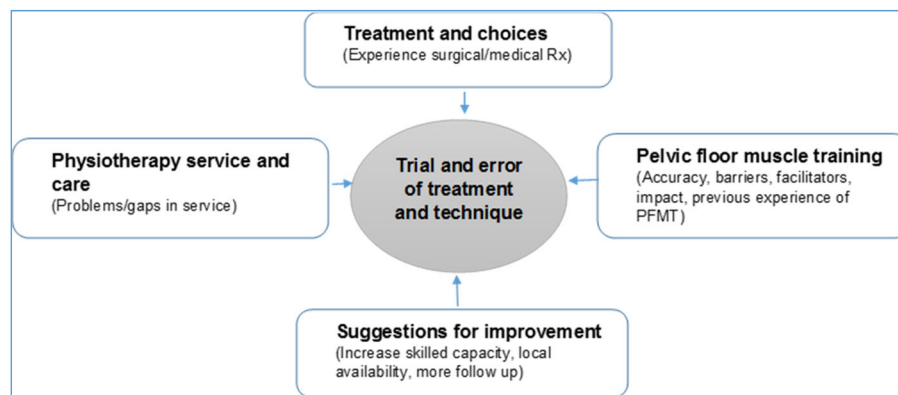 Treatment and choices
(Experience surgical/medical Rx)
Physiotherapy service and
care
(Problems/gaps in service)
Trial and error
of treatment
and technique
Pelvic floor muscle training
(Accuracy, barriers, facilitators,
impact, previous experience of
PFMT)
Suggestions for improvement
(Increase skilled capacity, local
availability, more follow up)